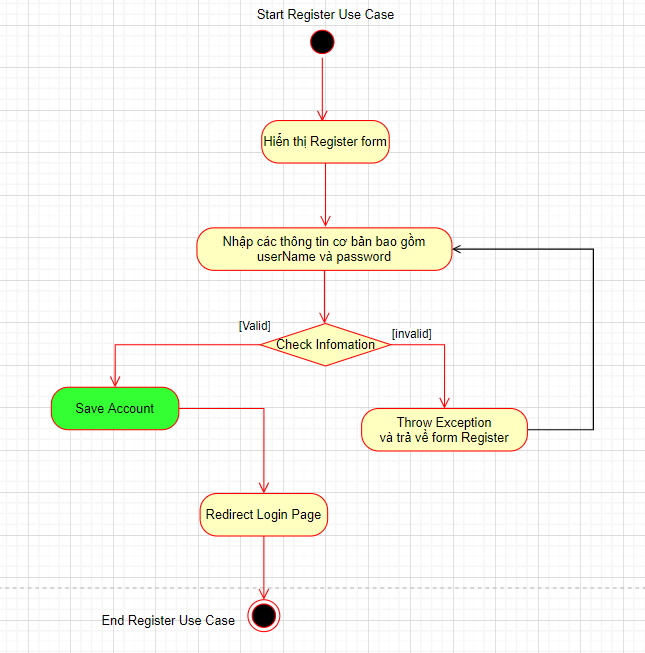 Start Register Use Case
Hiển thị Register form
Nhập các thông tin cơ bản bao gồm
userName và password
[Valid]
[invalid]
Check Infomation
Save Account
Throw Exception
và trả về form Register
Redirect Login Page
End Register Use Case